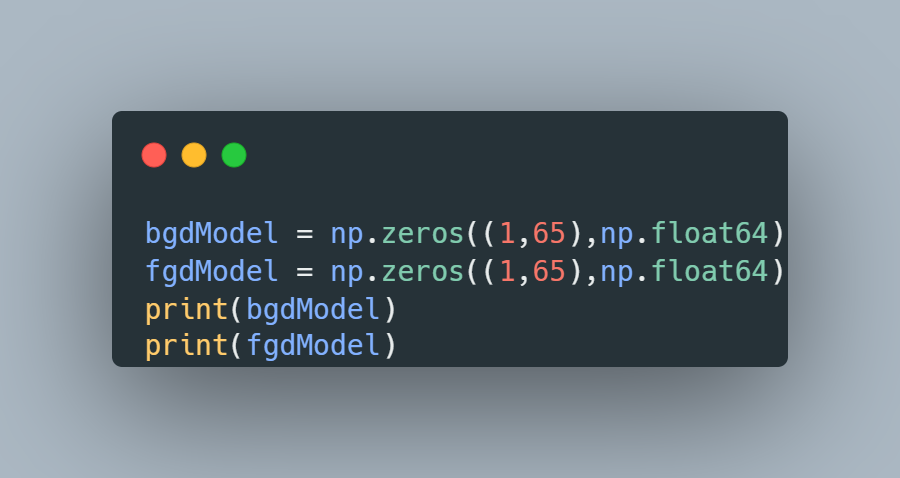 bgdModel = np.zeros((1,65),np.float64)
fgdModel = np.zeros((1,65),np.float64)
print(bgdModel)
print(fgdModel)